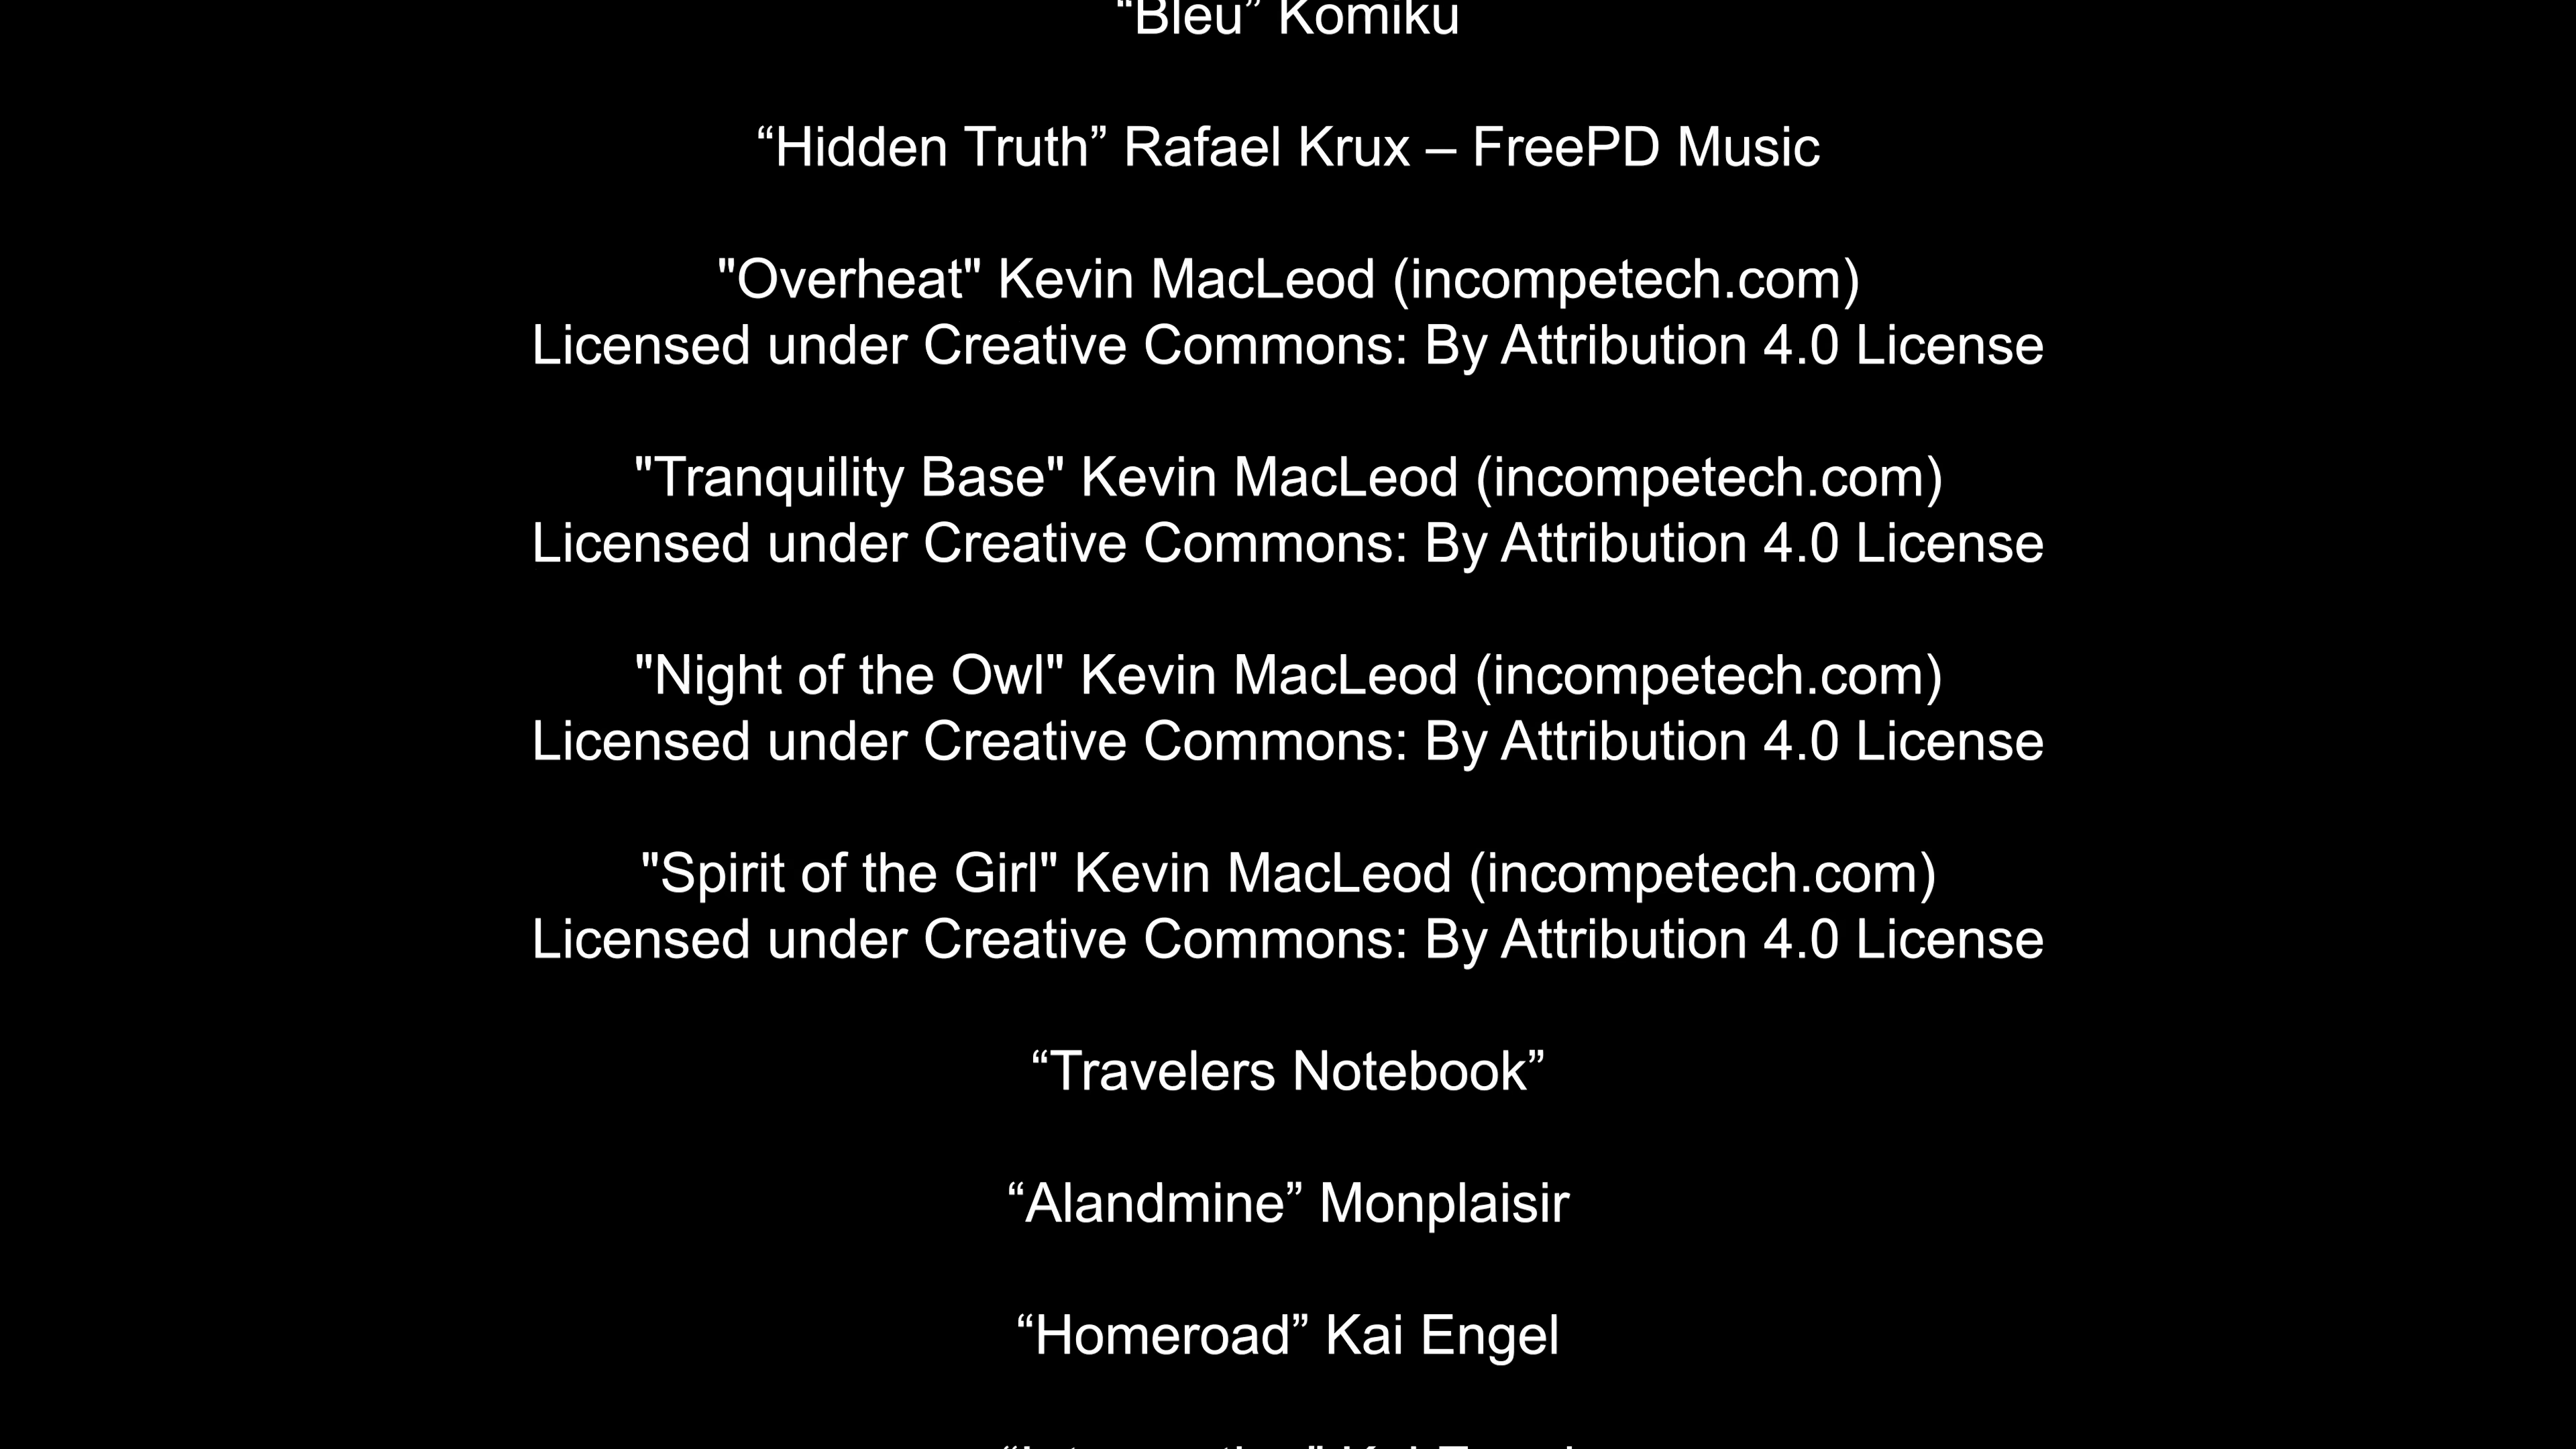 “Bleu” Komiku
“Hidden Truth” Rafael Krux – FreePD Music
"Overheat" Kevin MacLeod (incompetech.com)
Licensed under Creative Commons: By Attribution 4.0 License
"Tranquility Base" Kevin MacLeod (incompetech.com)
Licensed under Creative Commons: By Attribution 4.0 License
"Night of the Owl" Kevin MacLeod (incompetech.com)
Licensed under Creative Commons: By Attribution 4.0 License
"Spirit of the Girl" Kevin MacLeod (incompetech.com)
Licensed under Creative Commons: By Attribution 4.0 License
“Travelers Notebook”
“Alandmine” Monplaisir
“Homeroad” Kai Engel